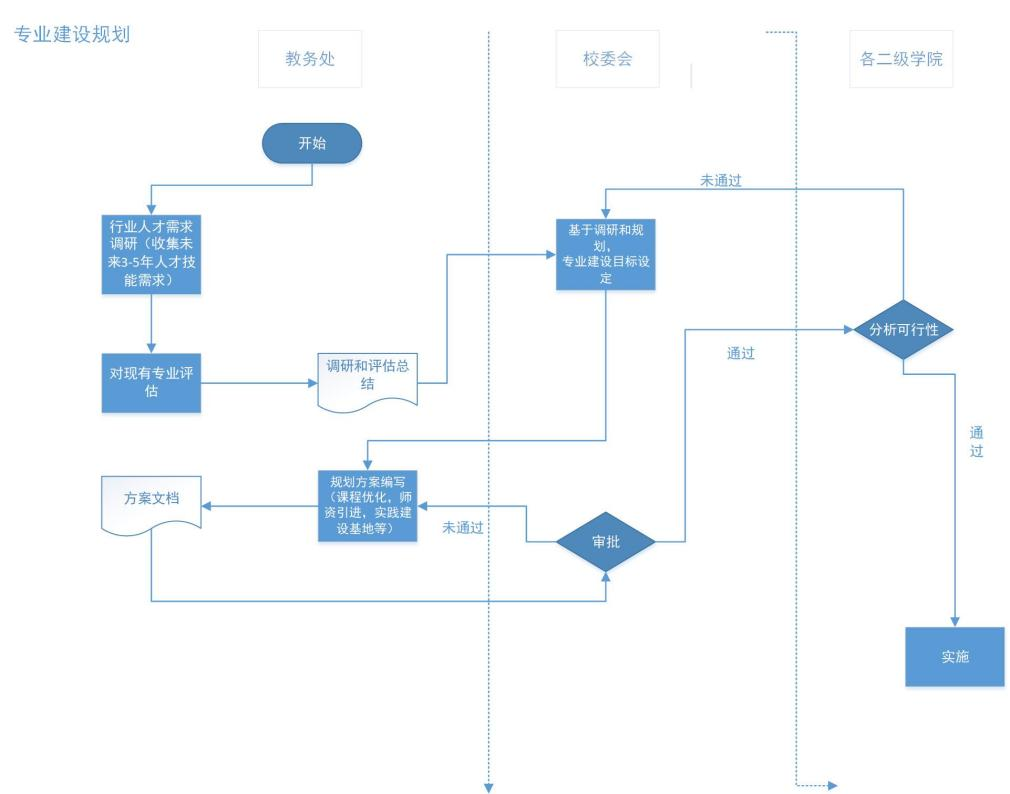 专业建设规划
教务处
校委会
各二级学院
开始
未通过
行业人才需求
调研（收集未
来3-5年人才技
能需求）
基于调研和规
划，
专业建设目标设
定
分析可行性
通过
对现有专业评
估
调研和评估总
结
通
过
方案文档
规划方案编写
（课程优化，师
资引进，实践建
设基地等）
未通过
审批
实施